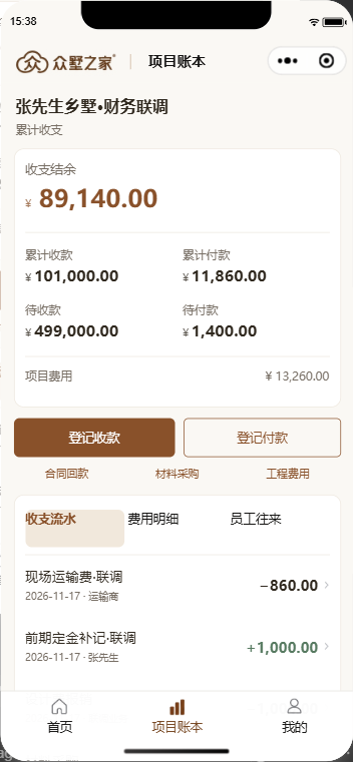 15:38
众墅之家® 项目账本
张先生乡墅·财务联调
累计收支
收支结余
¥ 89,140.00
累计收款 累计付款
¥ 101,000.00 ¥ 11,860.00
待收款 待付款
¥ 499,000.00 ¥ 1,400.00
项目费用 ¥ 13,260.00
登记收款 登记付款
合同回款 材料采购 工程费用
收支流水 费用明细 员工往来
现场运输费·联调 −860.00
2026-11-17 · 运输商
前期定金补记·联调 +1,000.00
2026-11-17 · 张先生
首页 项目账本 我的